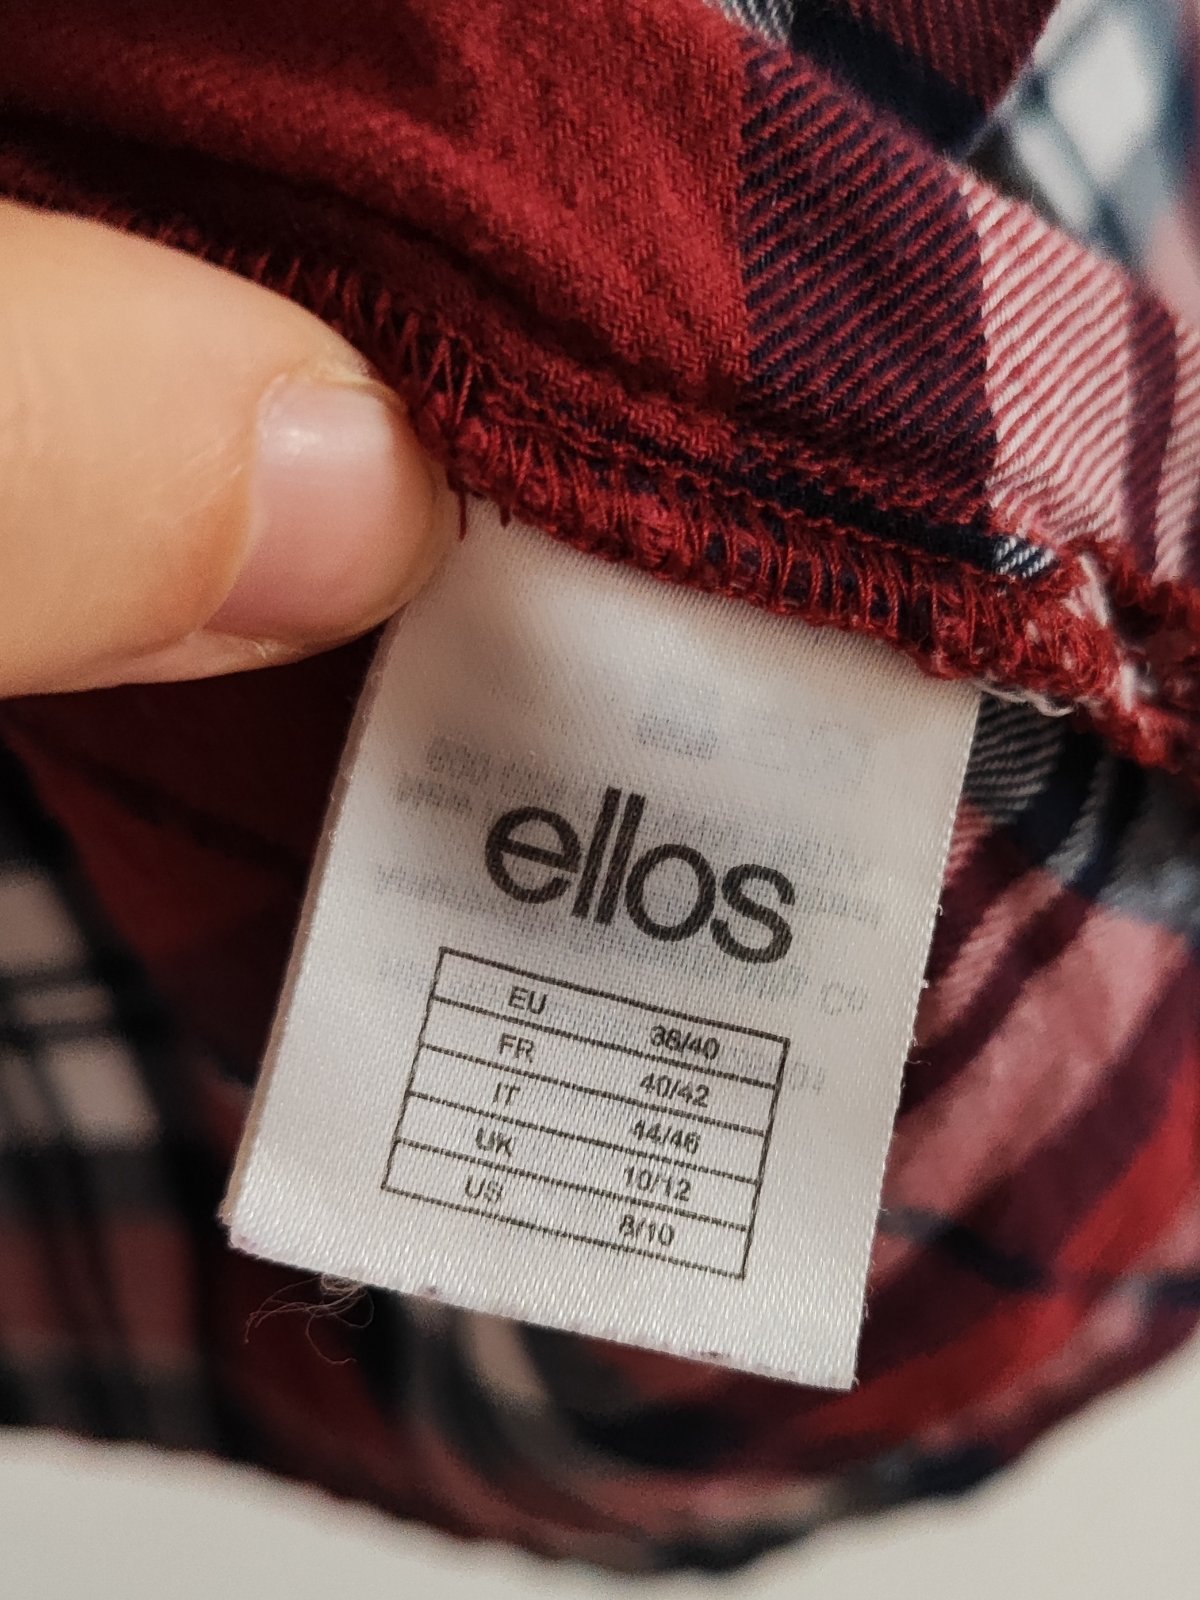 ellos
EU 38/40
FR 40/42
IT 44/46
UK 10/12
US 8/10